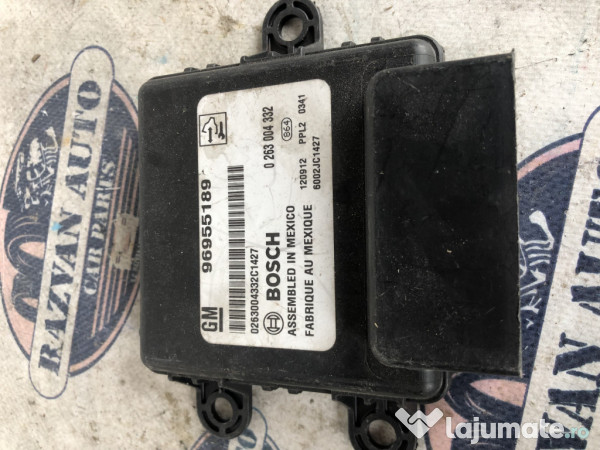 GM 96955189
0263004332C1427
BOSCH
ASSEMBLED IN MEXICO
FABRIQUE AU MEXIQUE
0 263 004 332
864
120912 PPL2 0341
6002JC1427
RAZVAN AUTO
CAR PARTS
RAZVAN AUTO
lajumate.ro